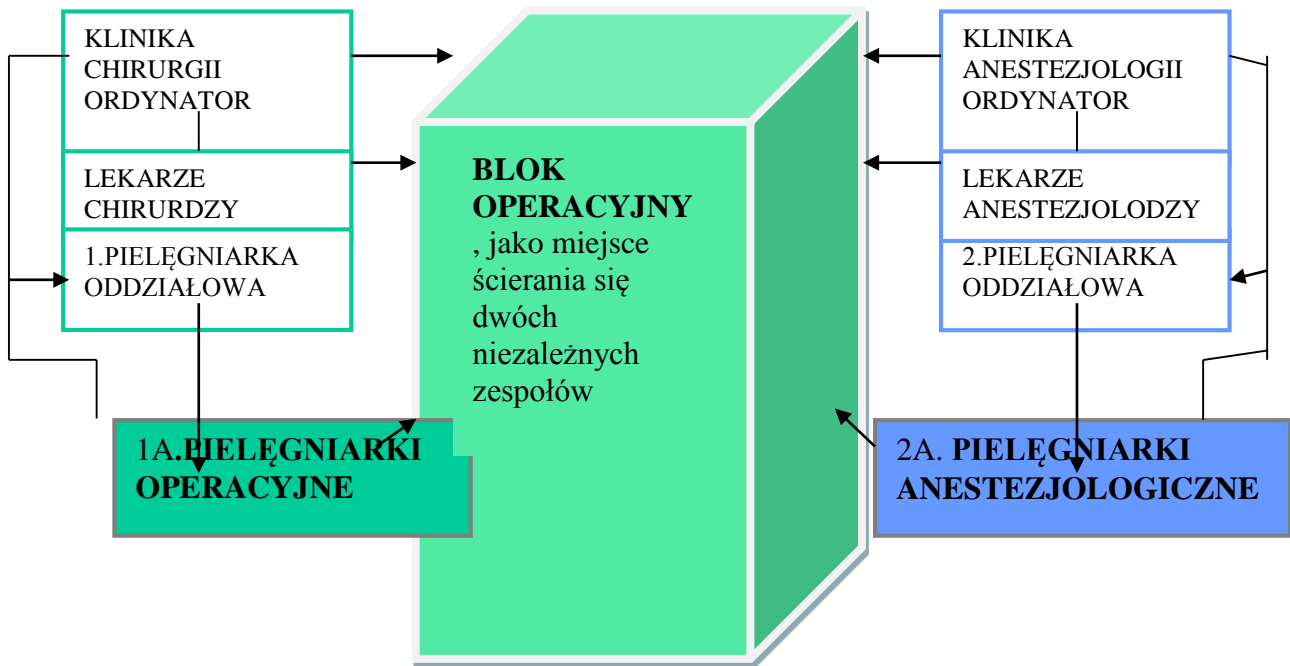 KLINIKA
CHIRURGII
ORDYNATOR
LEKARZE
CHIRURDZY
1.PIELĘGNIARKA
ODDZIAŁOWA
1A.PIELĘGNIARKI
OPERACYJNE
BLOK
OPERACYJNY
, jako miejsce
ścierania się
dwóch
niezależnych
zespołów
KLINIKA
ANESTEZJOLOGII
ORDYNATOR
LEKARZE
ANESTEZJOLODZY
2.PIELĘGNIARKA
ODDZIAŁOWA
2A. PIELĘGNIARKI
ANESTEZJOLOGICZNE